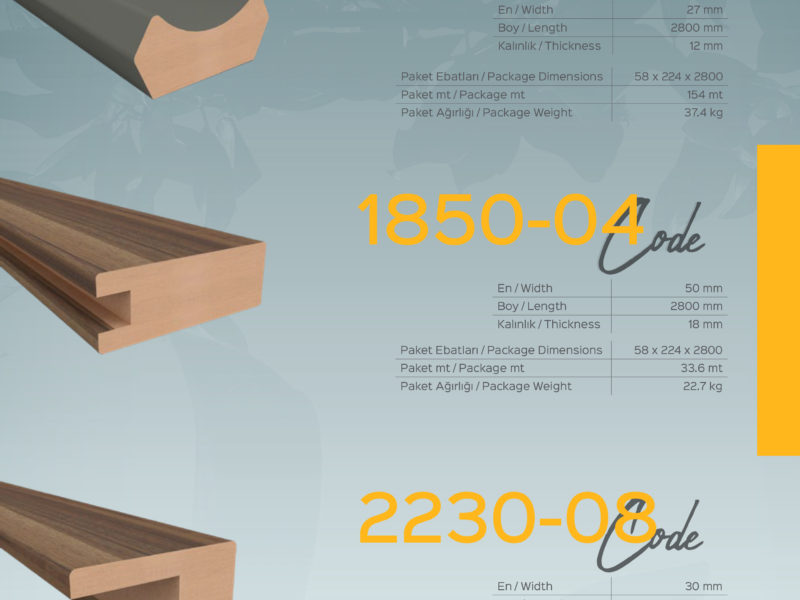 En / Width 27 mm
Boy / Length 2800 mm
Kalınlık / Thickness 12 mm
Paket Ebatları / Package Dimensions 58 x 224 x 2800
Paket mt / Package mt 154 mt
Paket Ağırlığı / Package Weight 37.4 kg
1850-04 Code
En / Width 50 mm
Boy / Length 2800 mm
Kalınlık / Thickness 18 mm
Paket Ebatları / Package Dimensions 58 x 224 x 2800
Paket mt / Package mt 33.6 mt
Paket Ağırlığı / Package Weight 22.7 kg
2230-08 Code
En / Width 30 mm